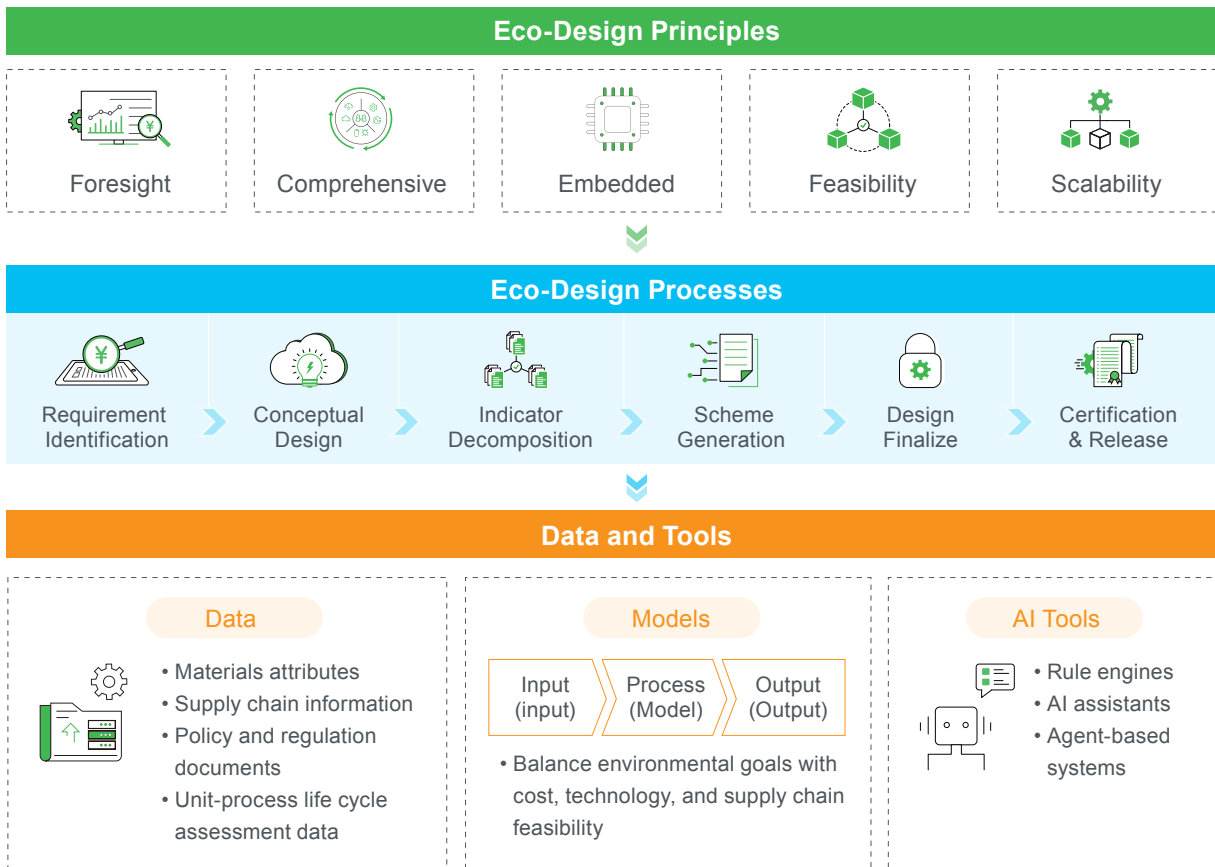 Eco-Design Principles
Foresight
Comprehensive
Embedded
Feasibility
Scalability
Eco-Design Processes
Requirement
Identification
Conceptual
Design
Indicator
Decomposition
Scheme
Generation
Design
Finalize
Certification
& Release
Data and Tools
Data
• Materials attributes
• Supply chain information
• Policy and regulation
documents
• Unit-process life cycle
assessment data
Models
Input
(input)
Process
(Model)
Output
(Output)
• Balance environmental goals with
cost, technology, and supply chain
feasibility
AI Tools
• Rule engines
• AI assistants
• Agent-based
systems